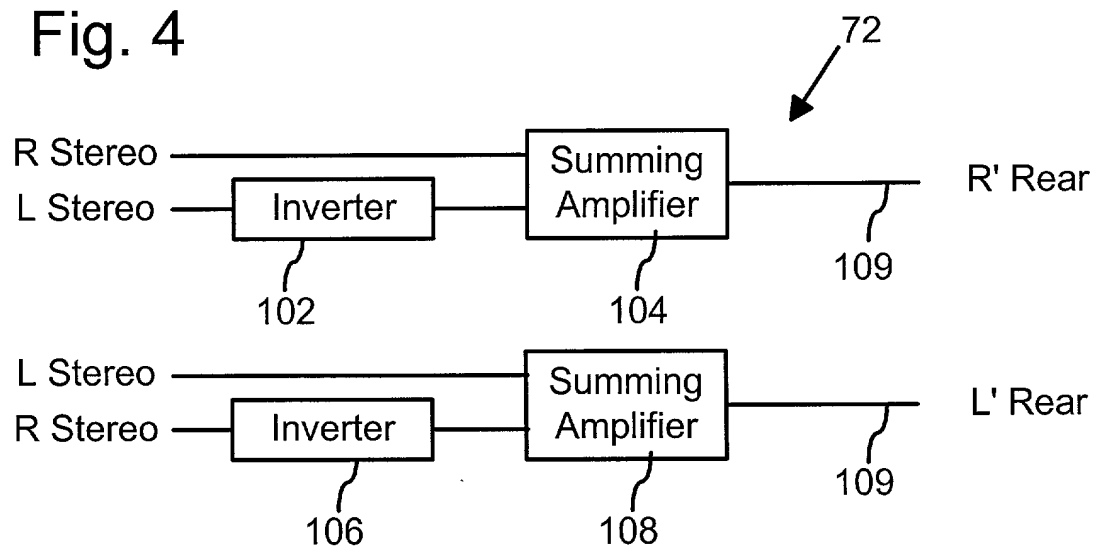 Fig. 4
72
R Stereo
L Stereo
Inverter
Summing
Amplifier
R' Rear
102
104
109
L Stereo
R Stereo
Inverter
Summing
Amplifier
L' Rear
106
108
109